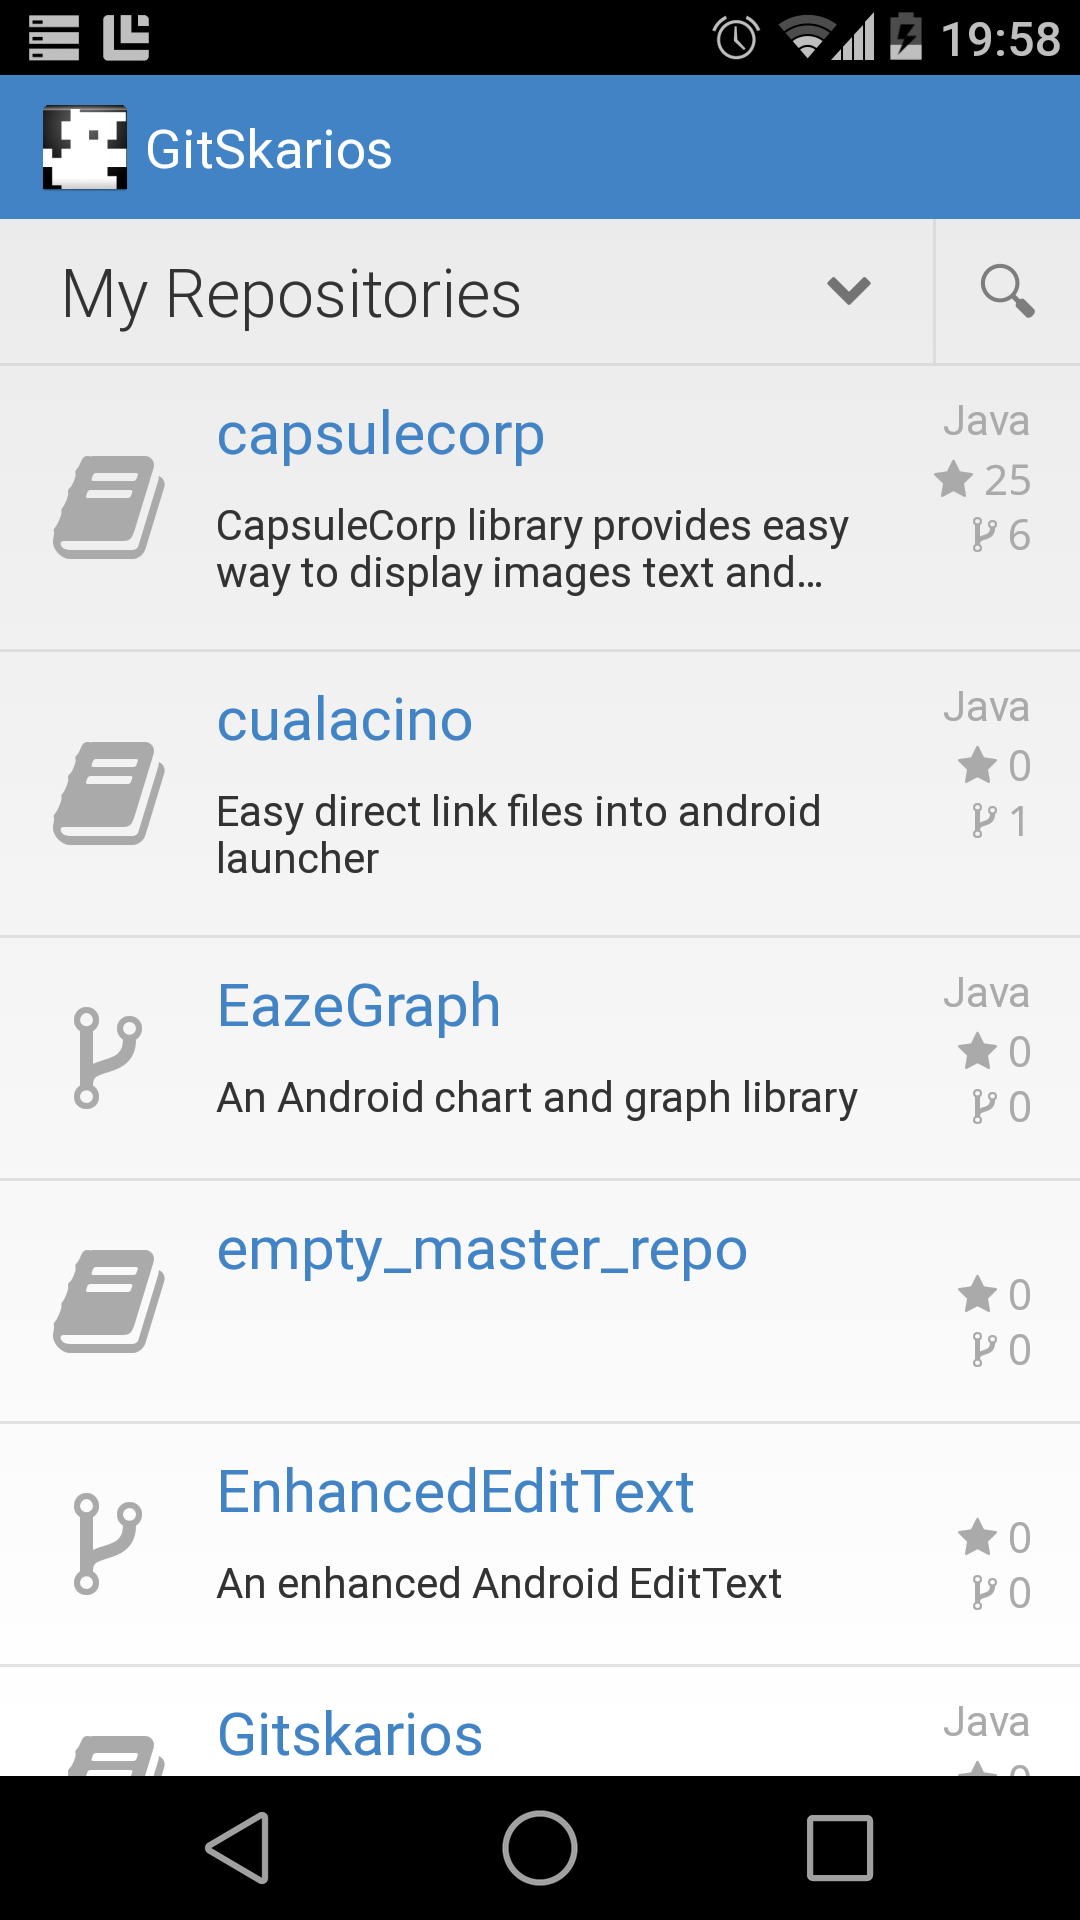 19:58
GitSkarios
My Repositories
capsulecorp
Java
25
6
CapsuleCorp library provides easy
way to display images text and...
cualacino
Java
0
1
Easy direct link files into android
launcher
EazeGraph
Java
0
0
An Android chart and graph library
empty_master_repo
0
0
EnhancedEditText
0
0
An enhanced Android EditText
Gitskarios
Java